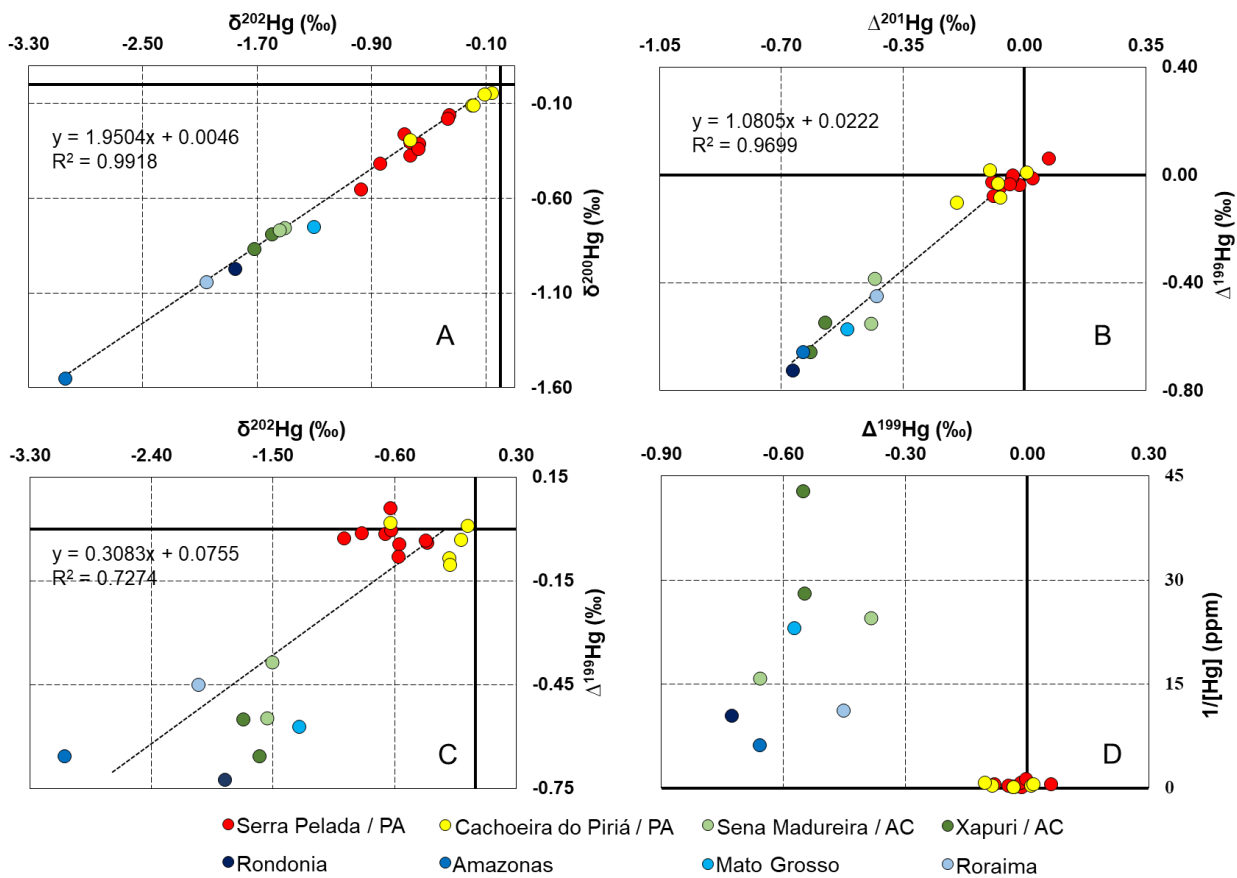 δ²⁰²Hg (‰)
-3.30 -2.50 -1.70 -0.90 -0.10
y = 1.9504x + 0.0046
R² = 0.9918
-0.10
-0.60
-1.10
-1.60
δ²⁰⁰Hg (‰)
A
Δ²⁰¹Hg (‰)
-1.05 -0.70 -0.35 0.00 0.35
y = 1.0805x + 0.0222
R² = 0.9699
0.40
0.00
-0.40
-0.80
Δ¹⁹⁹Hg (‰)
B
δ²⁰²Hg (‰)
-3.30 -2.40 -1.50 -0.60 0.30
y = 0.3083x + 0.0755
R² = 0.7274
0.15
-0.15
-0.45
-0.75
Δ¹⁹⁹Hg (‰)
C
Δ¹⁹⁹Hg (‰)
-0.90 -0.60 -0.30 0.00 0.30
45
30
15
0
1/[Hg] (ppm)
D
Serra Pelada / PA Cachoeira do Piriá / PA Sena Madureira / AC Xapuri / AC
Rondonia Amazonas Mato Grosso Roraima